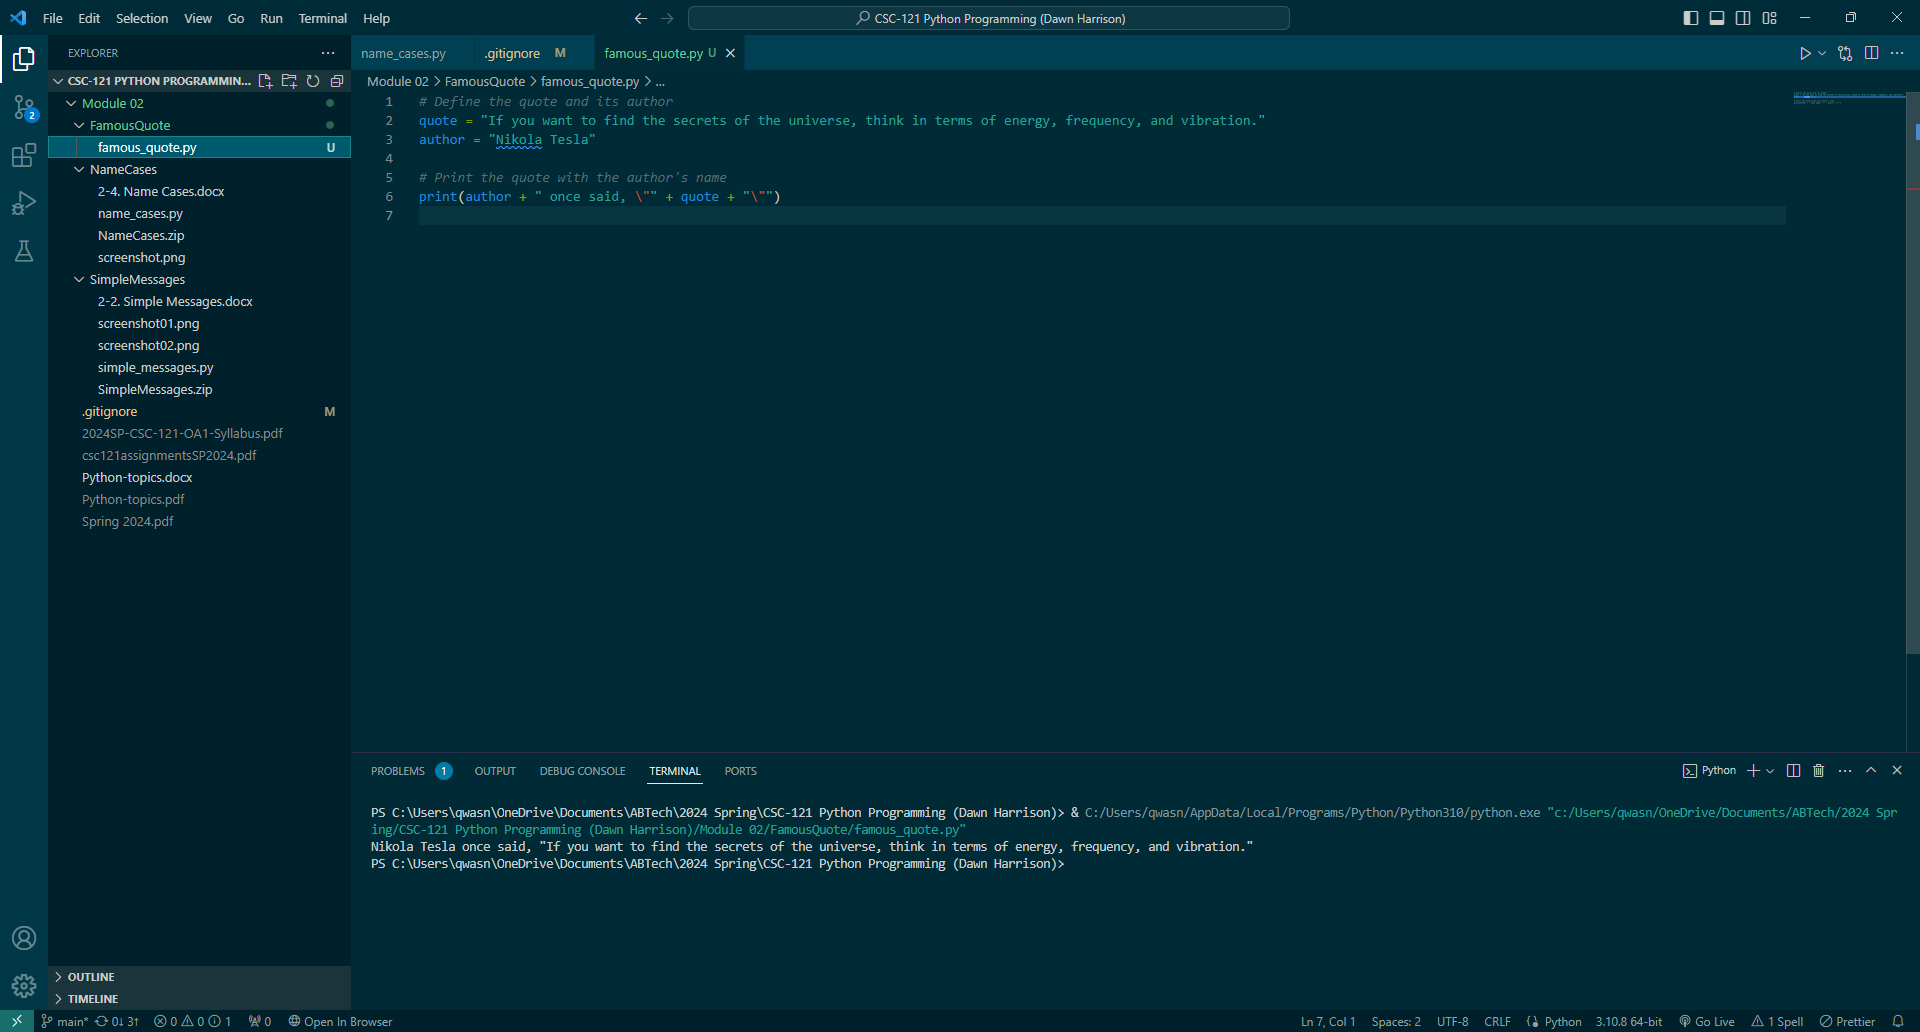 File Edit Selection View Go Run Terminal Help
CSC-121 Python Programming (Dawn Harrison)
EXPLORER
CSC-121 PYTHON PROGRAMMIN...
Module 02
FamousQuote
famous_quote.py U
NameCases
2-4. Name Cases.docx
name_cases.py
NameCases.zip
screenshot.png
SimpleMessages
2-2. Simple Messages.docx
screenshot01.png
screenshot02.png
simple_messages.py
SimpleMessages.zip
.gitignore M
2024SP-CSC-121-OA1-Syllabus.pdf
csc121assignmentsSP2024.pdf
Python-topics.docx
Python-topics.pdf
Spring 2024.pdf
OUTLINE
TIMELINE
2
name_cases.py .gitignore M famous_quote.py U
Module 02 > FamousQuote > famous_quote.py > ...
1 # Define the quote and its author
2 quote = "If you want to find the secrets of the universe, think in terms of energy, frequency, and vibration."
3 author = "Nikola Tesla"
4
5 # Print the quote with the author's name
6 print(author + " once said, \"" + quote + "\"")
7
PROBLEMS 1 OUTPUT DEBUG CONSOLE TERMINAL PORTS
Python
PS C:\Users\qwasn\OneDrive\Documents\ABTech\2024 Spring\CSC-121 Python Programming (Dawn Harrison)> & C:/Users/qwasn/AppData/Local/Programs/Python/Python310/python.exe "c:/Users/qwasn/OneDrive/Documents/ABTech/2024 Spr
ing/CSC-121 Python Programming (Dawn Harrison)/Module 02/FamousQuote/famous_quote.py"
Nikola Tesla once said, "If you want to find the secrets of the universe, think in terms of energy, frequency, and vibration."
PS C:\Users\qwasn\OneDrive\Documents\ABTech\2024 Spring\CSC-121 Python Programming (Dawn Harrison)>
main* 0↓ 3↑ 0 0 1 0 Open In Browser
Ln 7, Col 1 Spaces: 2 UTF-8 CRLF Python 3.10.8 64-bit Go Live 1 Spell Prettier